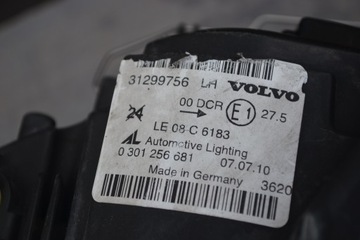 31299756 LH VOLVO
24 00 DCR → E1 27.5
LE 08 C 6183
AL Automotive Lighting
0 301 256 681 07.07.10
Made in Germany 3620